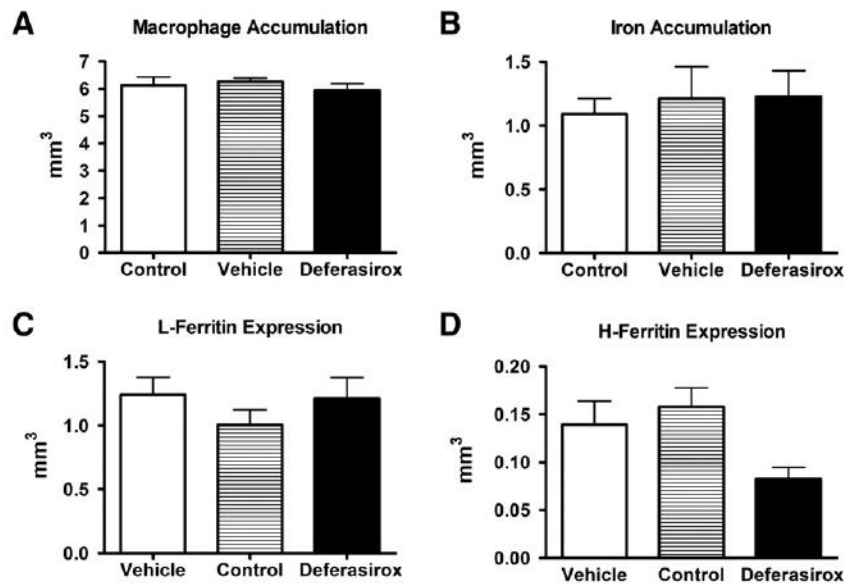 A
Macrophage Accumulation
mm³
7
6
5
4
3
2
1
0
Control Vehicle Deferasirox
B
Iron Accumulation
mm³
1.5
1.0
0.5
0.0
Control Vehicle Deferasirox
C
L-Ferritin Expression
mm³
1.5
1.0
0.5
0.0
Vehicle Control Deferasirox
D
H-Ferritin Expression
mm³
0.20
0.15
0.10
0.05
0.00
Vehicle Control Deferasirox